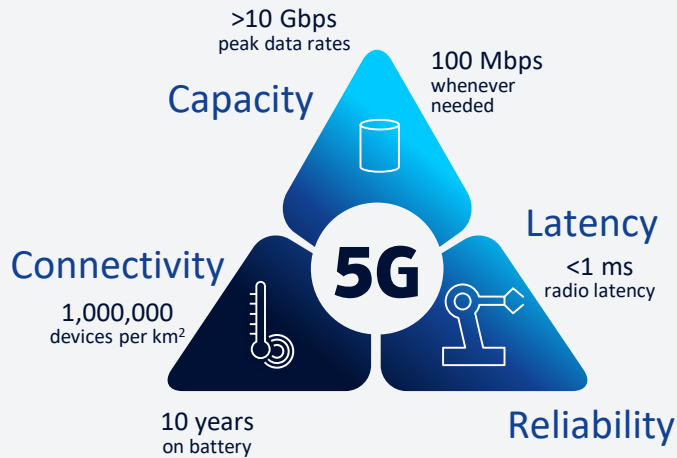 >10 Gbps
peak data rates
100 Mbps
whenever
needed
Capacity
5G
Connectivity
1,000,000
devices per km²
10 years
on battery
Latency
<1 ms
radio latency
Reliability